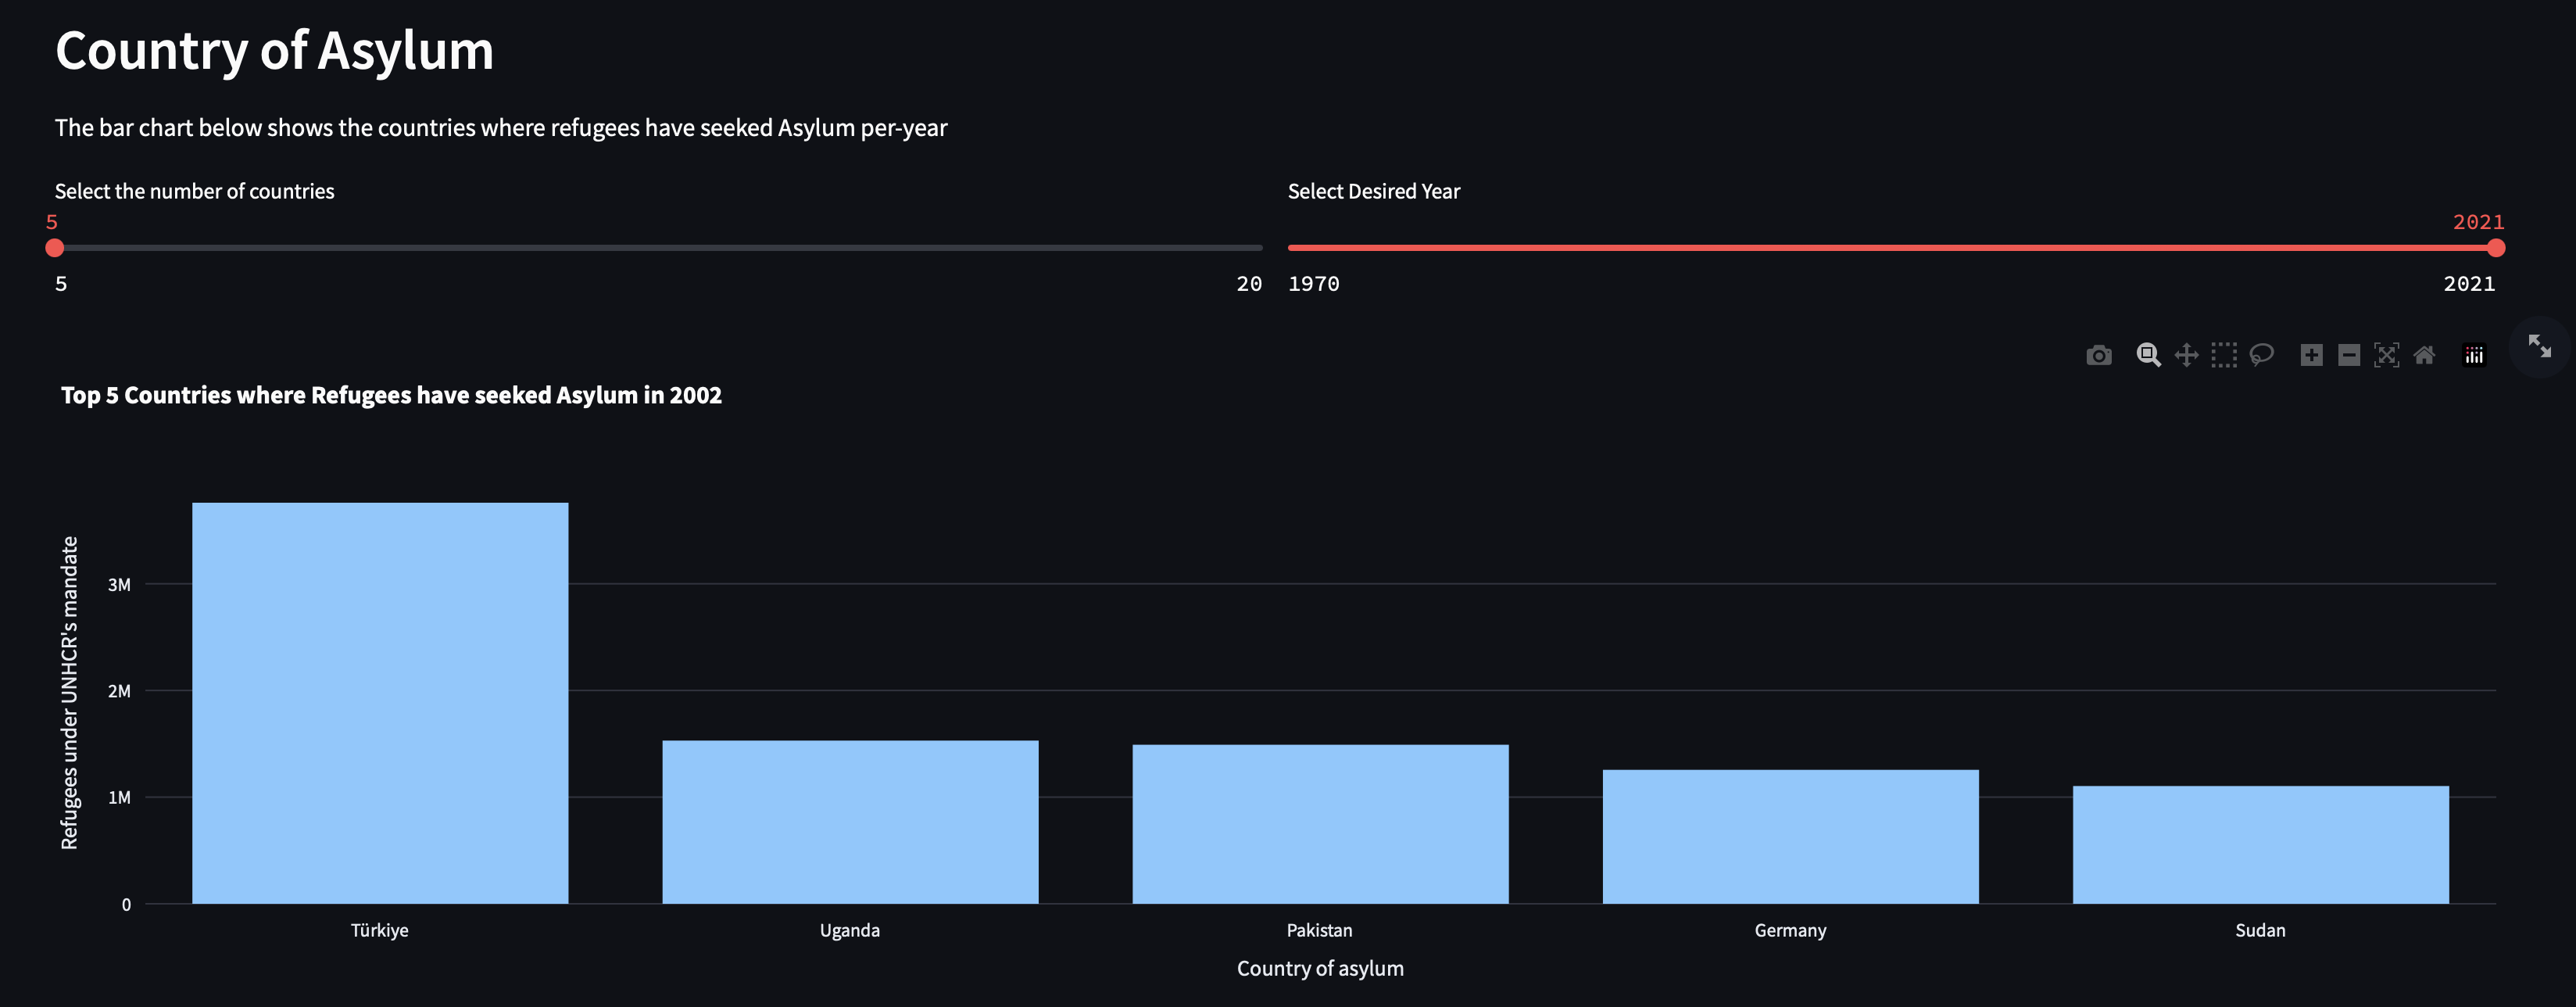 Country of Asylum
The bar chart below shows the countries where refugees have seeked Asylum per-year
Select the number of countries
5
5
20
Select Desired Year
2021
1970
2021
Top 5 Countries where Refugees have seeked Asylum in 2002
Refugees under UNHCR's mandate
3M
2M
1M
0
Türkiye
Uganda
Pakistan
Germany
Sudan
Country of asylum